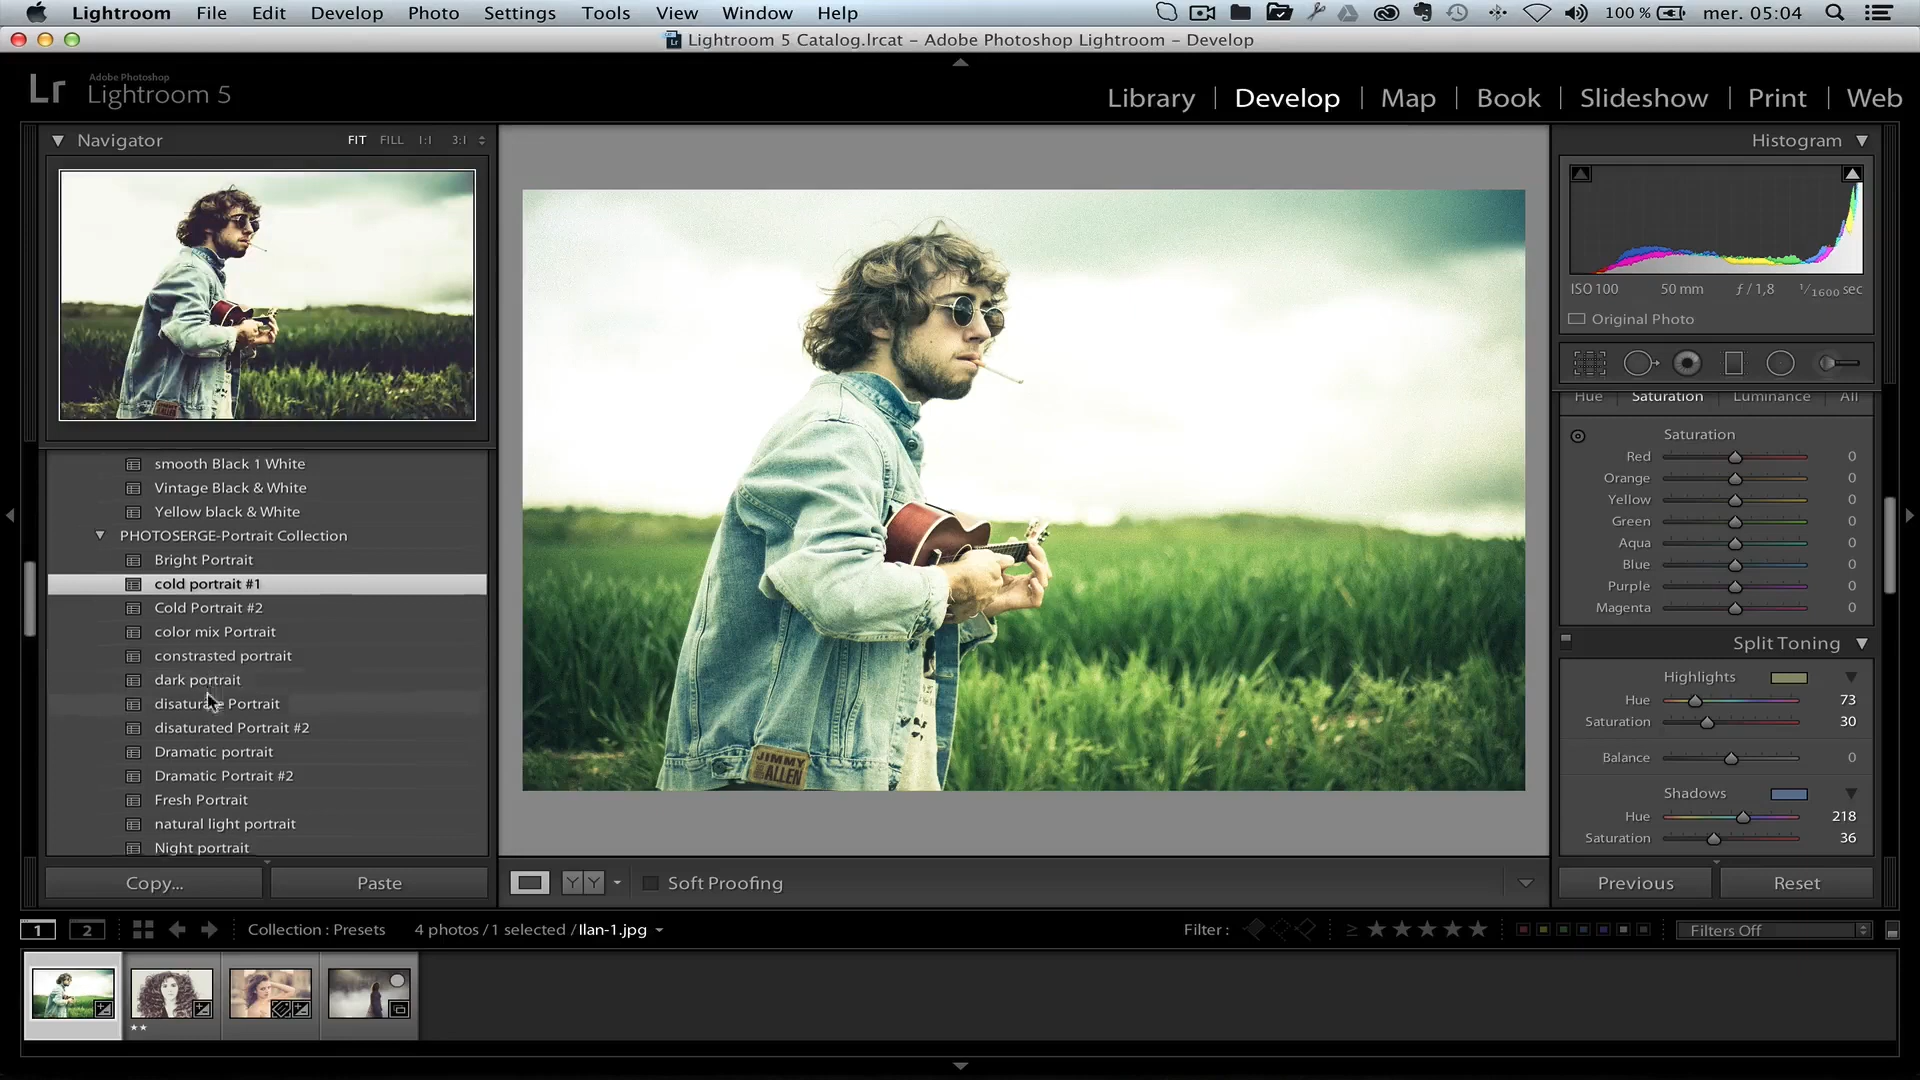 Lightroom File Edit Develop Photo Settings Tools View Window Help 100 % mer. 05:04
Lightroom 5 Catalog.lrcat – Adobe Photoshop Lightroom – Develop
Lr Adobe Photoshop
Lightroom 5
Library | Develop | Map | Book | Slideshow | Print | Web
Navigator FIT FILL 1:1 3:1
smooth Black 1 White
Vintage Black & White
Yellow black & White
PHOTOSERGE-Portrait Collection
Bright Portrait
cold portrait #1
Cold Portrait #2
color mix Portrait
constrasted portrait
dark portrait
disaturate Portrait
disaturated Portrait #2
Dramatic portrait
Dramatic Portrait #2
Fresh Portrait
natural light portrait
Night portrait
Copy... Paste
JIMMY
ALLEN
YY Soft Proofing
Histogram
ISO 100 50 mm ƒ / 1,8 1/1600 sec
Original Photo
Hue Saturation Luminance All
Saturation
Red 0
Orange 0
Yellow 0
Green 0
Aqua 0
Blue 0
Purple 0
Magenta 0
Split Toning
Highlights
Hue 73
Saturation 30
Balance 0
Shadows
Hue 218
Saturation 36
Previous Reset
1 2 Collection : Presets 4 photos / 1 selected / Ilan-1.jpg Filter : ≥ ★★★★★ Filters Off
★★